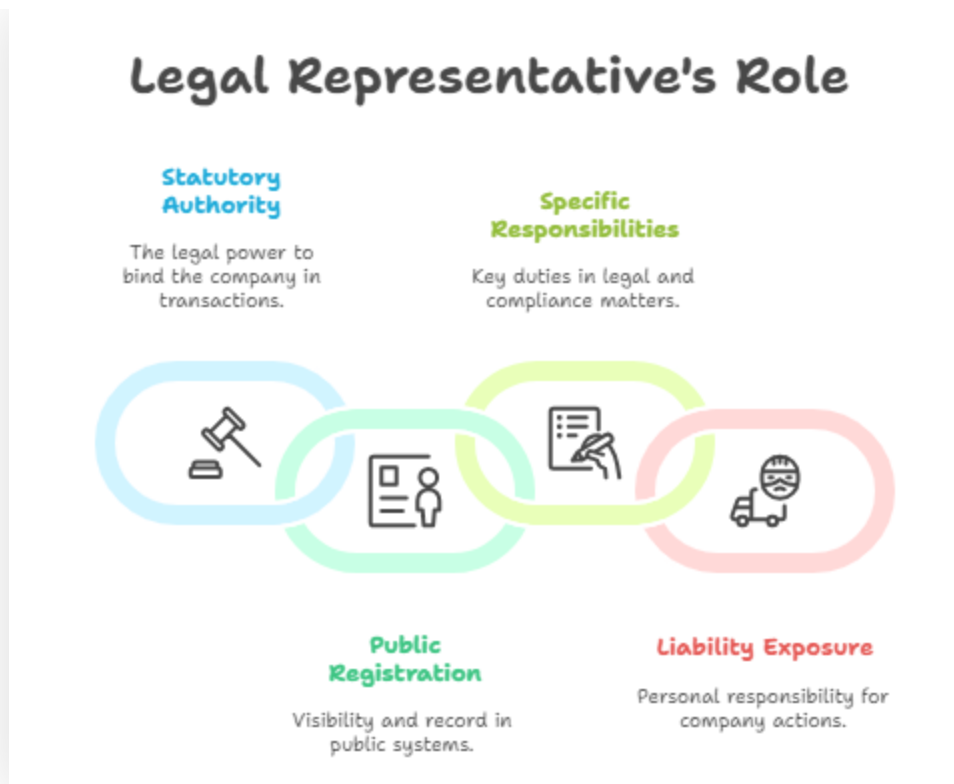 Legal Representative's Role
Statutory
Authority
The legal power to
bind the company in
transactions.
Specific
Responsibilities
Key duties in legal and
compliance matters.
Public
Registration
Visibility and record in
public systems.
Liability Exposure
Personal responsibility for
company actions.